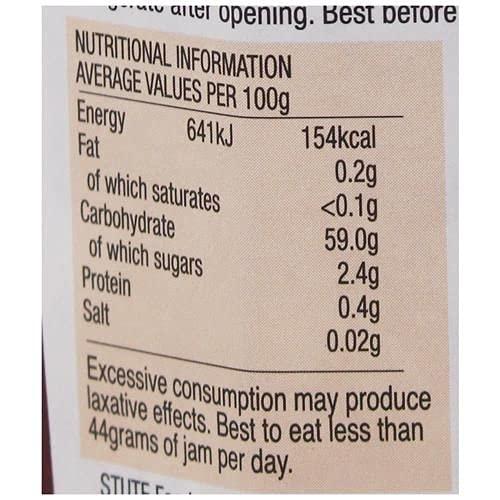 after opening. Best before
NUTRITIONAL INFORMATION
AVERAGE VALUES PER 100g
Energy 641kJ 154kcal
Fat 0.2g
of which saturates <0.1g
Carbohydrate 59.0g
of which sugars 2.4g
Protein 0.4g
Salt 0.02g
Excessive consumption may produce
laxative effects. Best to eat less than
44grams of jam per day.
STUTE